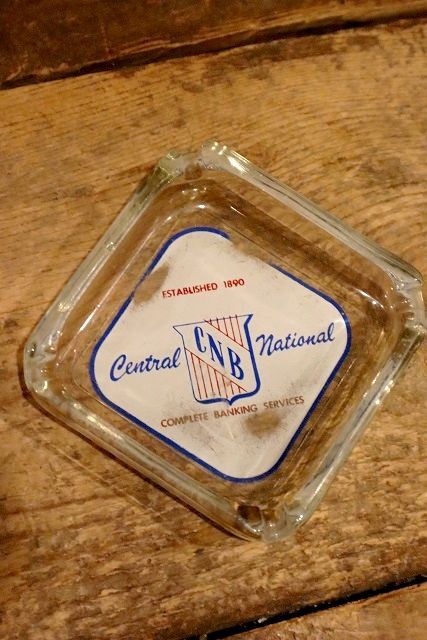 ESTABLISHED 1890
Central CNB National
COMPLETE BANKING SERVICES